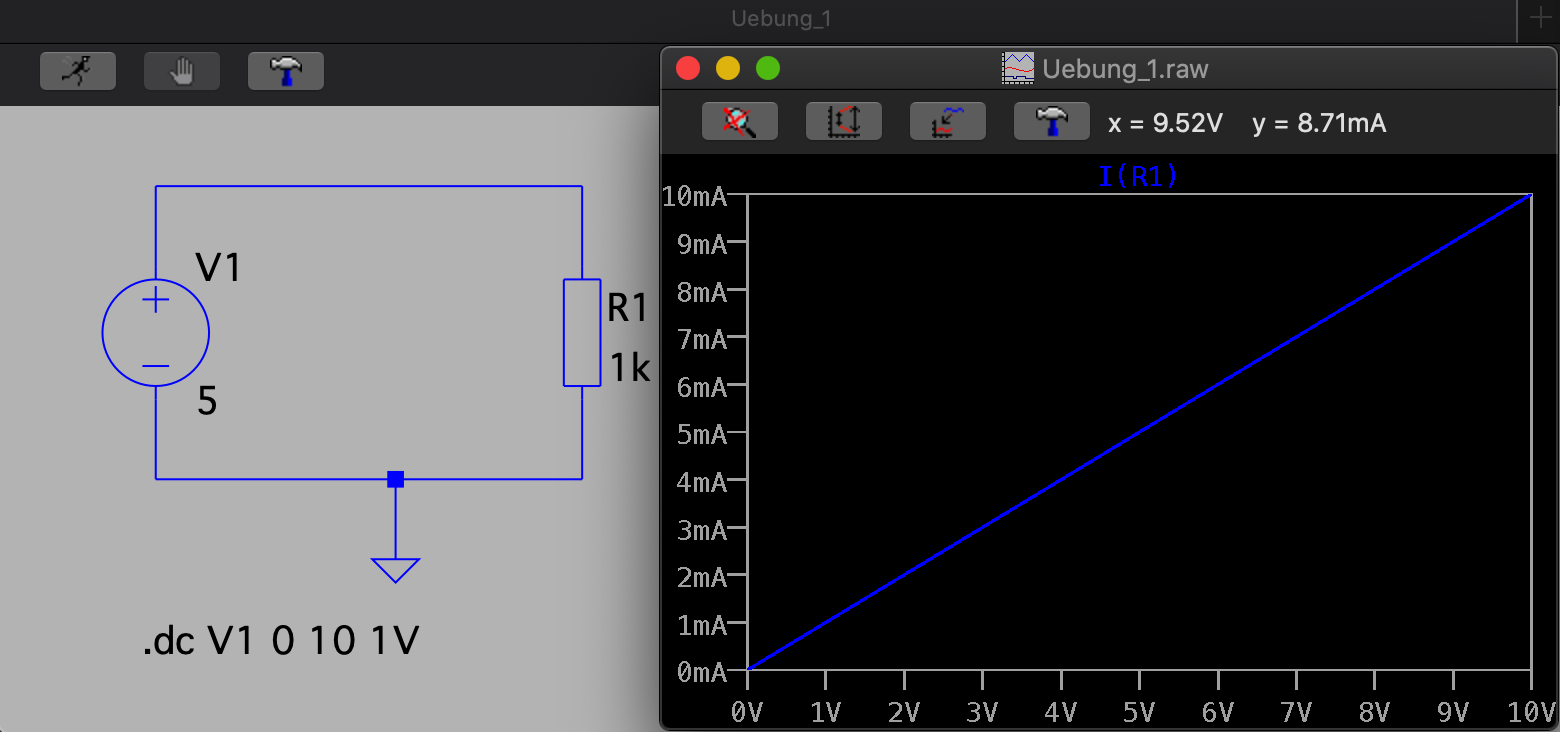 Uebung_1
Uebung_1.raw
x = 9.52V y = 8.71mA
V1
5
R1
1k
.dc V1 0 10 1V
I(R1)
10mA
9mA
8mA
7mA
6mA
5mA
4mA
3mA
2mA
1mA
0mA
0V 1V 2V 3V 4V 5V 6V 7V 8V 9V 10V